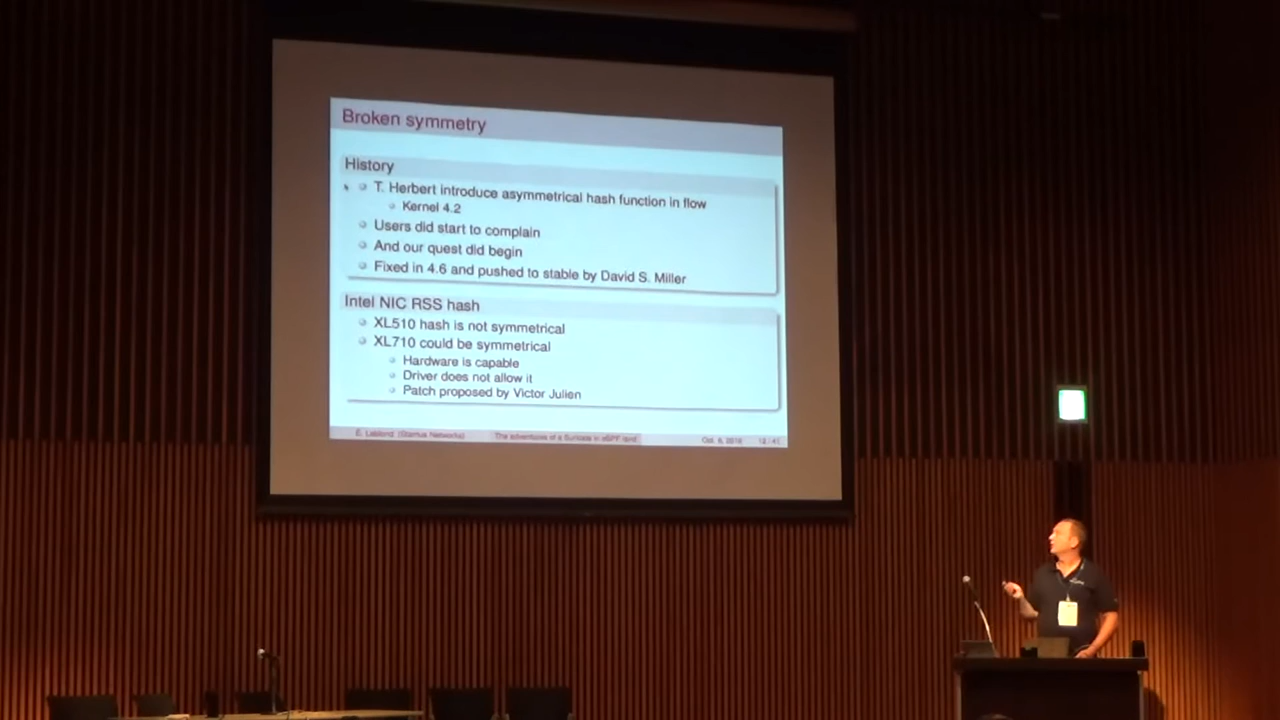 Broken symmetry
History
T. Herbert introduce asymmetrical hash function in flow
Kernel 4.2
Users did start to complain
And our quest did begin
Fixed in 4.6 and pushed to stable by David S. Miller
Intel NIC RSS hash
XL510 hash is not symmetrical
XL710 could be symmetrical
Hardware is capable
Driver does not allow it
Patch proposed by Victor Julien
É. Leblond (Stamus Networks)
The adventures of a Suricate in eBPF land
Oct. 6, 2016
12 / 41